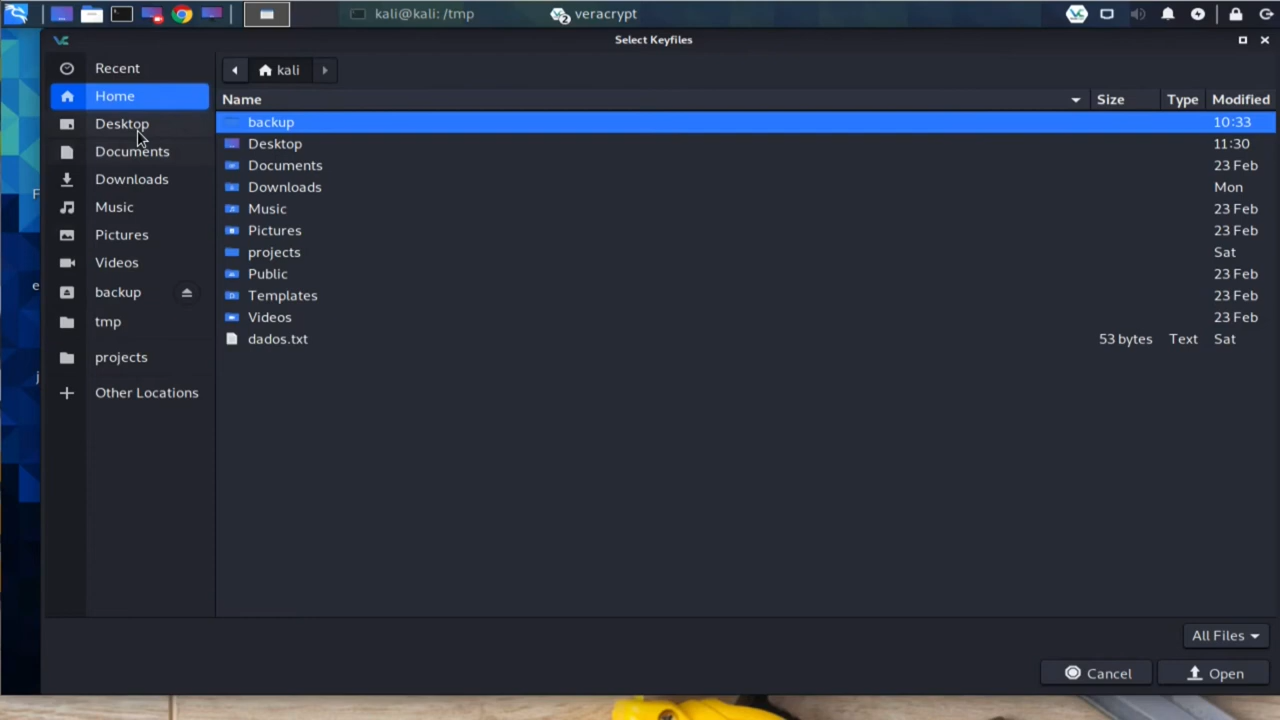 kali@kali: /tmp
2 veracrypt
Select Keyfiles
Recent
Home
Desktop
Documents
Downloads
Music
Pictures
Videos
backup
tmp
projects
Other Locations
kali
Name Size Type Modified
backup 10:33
Desktop 11:30
Documents 23 Feb
Downloads Mon
Music 23 Feb
Pictures 23 Feb
projects Sat
Public 23 Feb
Templates 23 Feb
Videos 23 Feb
dados.txt 53 bytes Text Sat
All Files
Cancel Open